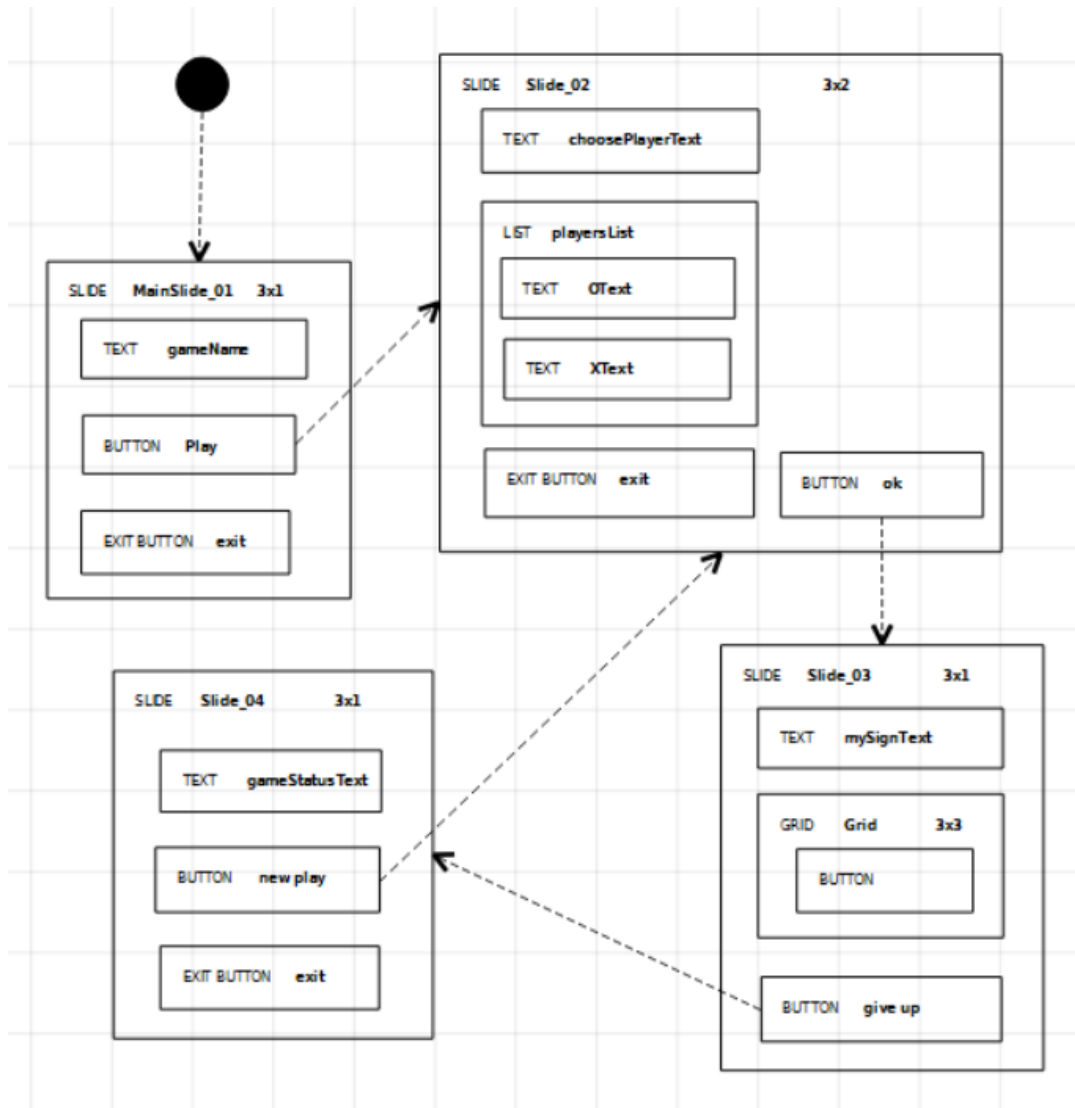 SLIDE Slide_02 3x2
TEXT choosePlayerText
LIST playersList
TEXT OText
TEXT XText
EXIT BUTTON exit
BUTTON ok
SLIDE MainSlide_01 3x1
TEXT gameName
BUTTON Play
EXIT BUTTON exit
SLIDE Slide_04 3x1
TEXT gameStatusText
BUTTON new play
EXIT BUTTON exit
SLIDE Slide_03 3x1
TEXT mySignText
GRID Grid 3x3
BUTTON
BUTTON give up